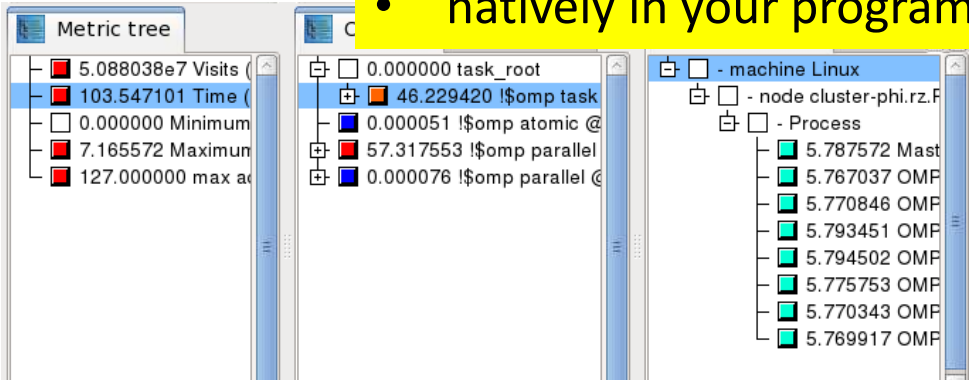 • natively in your program
Metric tree
5.088038e7 Visits (
103.547101 Time (
0.000000 Minimum
7.165572 Maximum
127.000000 max a
0.000000 task_root
46.229420 !$omp task
0.000051 !$omp atomic @
57.317553 !$omp parallel
0.000076 !$omp parallel @
- machine Linux
- node cluster-phi.rz.
- Process
5.787572 Mast
5.767037 OMP
5.770846 OMP
5.793451 OMP
5.794502 OMP
5.775753 OMP
5.770343 OMP
5.769917 OMP